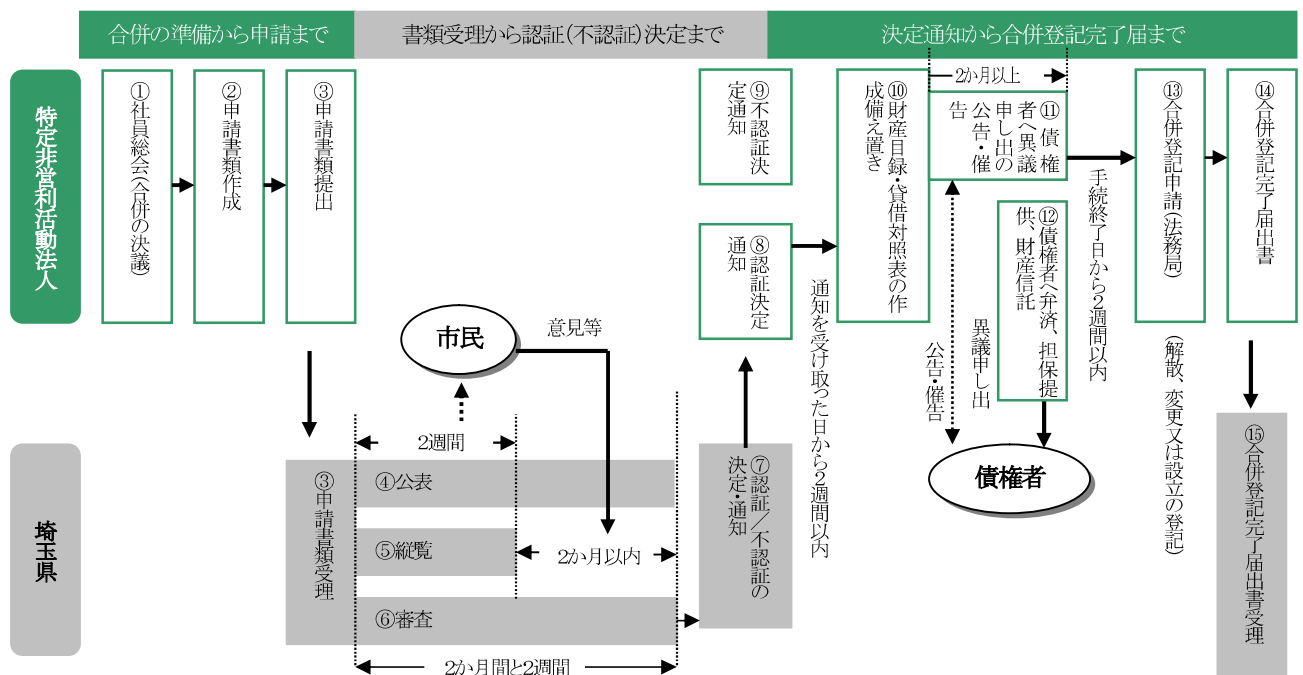 合併の準備から申請まで
書類受理から認証(不認証)決定まで
決定通知から合併登記完了届まで
特定非営利活動法人
①社員総会(合併の決議)
②申請書類作成
③申請書類提出
⑨不認証決
定通知
⑧認証決定
通知
⑩財産目録・貸借対照表の作
成備え置き
2か月以上
⑪債権
者へ異議
申し出の
公告・催
告
⑫債権者へ弁済、担保提
供、財産信託
手続終了日から2週間以内
⑬合併登記申請(法務局)
(解散、変更又は設立の登記)
⑭合併登記完了届出書
市民
意見等
通知を受け取った日から2週間以内
公告・催告
異議申し出
債権者
埼玉県
③申請書類受理
2週間
④公表
⑤縦覧
2か月以内
⑥審査
2か月間と2週間
⑦認証/不認証の
決定・通知
⑮合併登記完了届出書受理